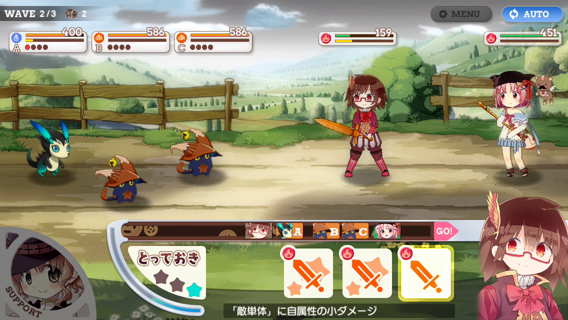 WAVE 2/3 2
MENU
AUTO
400
A
586
B
586
C
159
451
A B C GO!
とっておき
SUPPORT
「敵単体」に自属性の小ダメージ